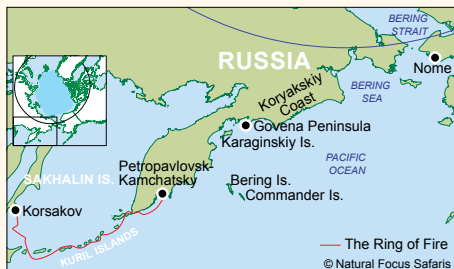 BERING
STRAIT
RUSSIA
Nome
BERING
SEA
Koryakskiy
Coast
Govena Peninsula
Karaginskiy Is.
PACIFIC
OCEAN
Petropavlovsk-
Kamchatsky
SAKHALIN IS.
Bering Is.
Commander Is.
Korsakov
KURIL ISLANDS
The Ring of Fire
© Natural Focus Safaris